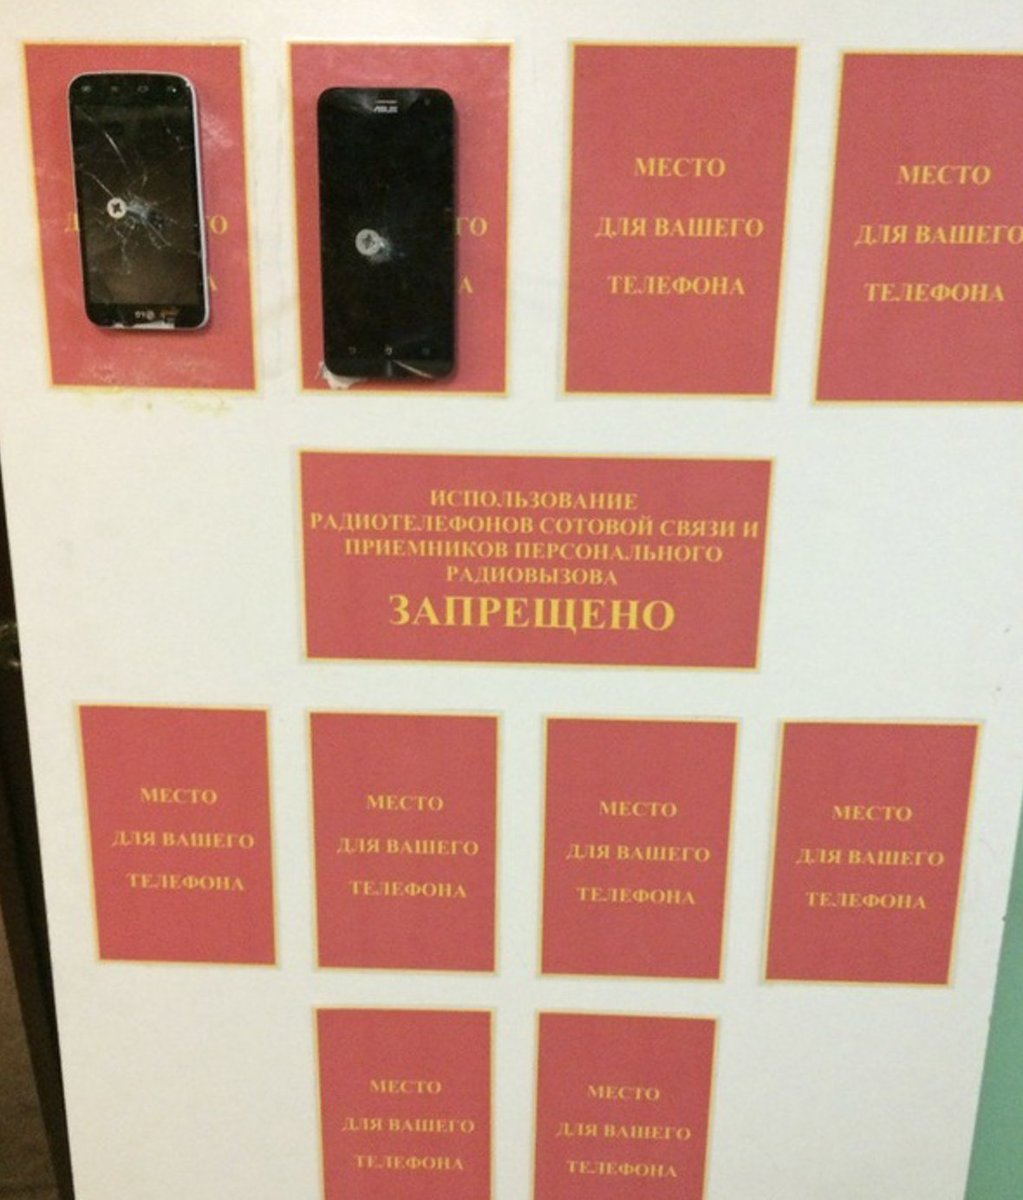 ASUS
LG
МЕСТО
ДЛЯ ВАШЕГО
ТЕЛЕФОНА
МЕСТО
ДЛЯ ВАШЕГО
ТЕЛЕФОНА
ИСПОЛЬЗОВАНИЕ
РАДИОТЕЛЕФОНОВ СОТОВОЙ СВЯЗИ И
ПРИЕМНИКОВ ПЕРСОНАЛЬНОГО
РАДИОВЫЗОВА
ЗАПРЕЩЕНО
МЕСТО
ДЛЯ ВАШЕГО
ТЕЛЕФОНА
МЕСТО
ДЛЯ ВАШЕГО
ТЕЛЕФОНА
МЕСТО
ДЛЯ ВАШЕГО
ТЕЛЕФОНА
МЕСТО
ДЛЯ ВАШЕГО
ТЕЛЕФОНА
МЕСТО
ДЛЯ ВАШЕГО
ТЕЛЕФОНА
МЕСТО
ДЛЯ ВАШЕГО
ТЕЛЕФОНА